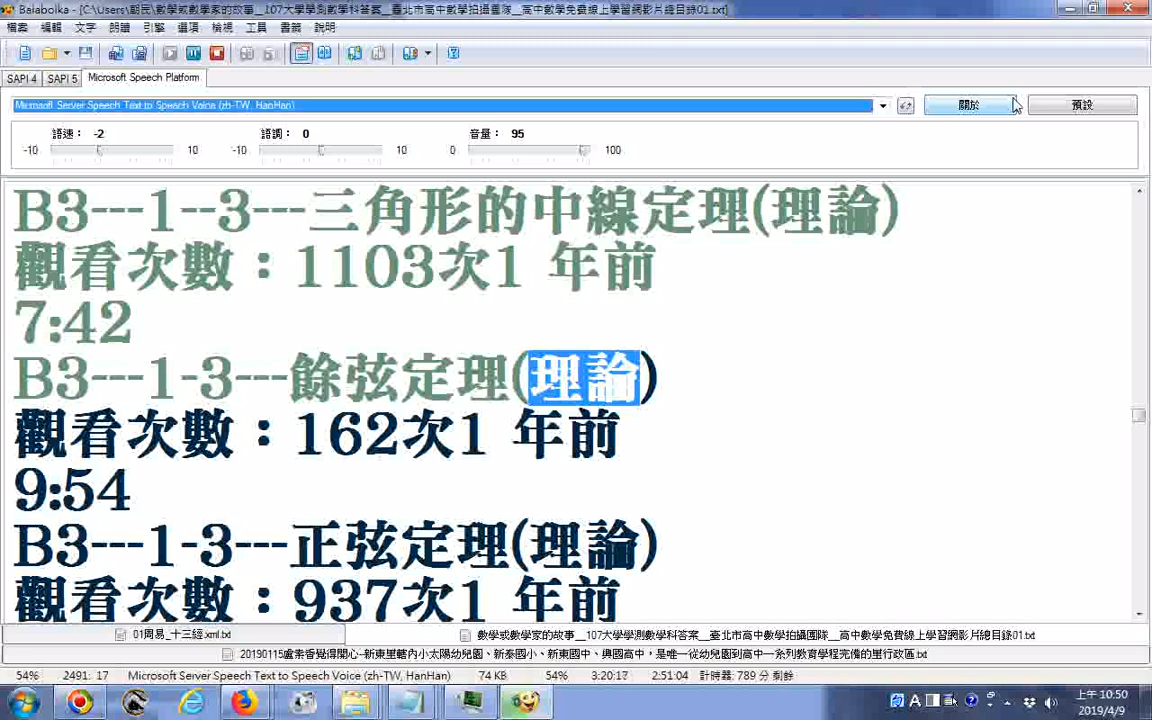 Balabolka - [C:\Users\朝民\數學或數學家的故事__107大學學測數學科答案__臺北市高中數學拍攝團隊__高中數學免費線上學習網影片總目錄01.txt]
檔案 編輯 文字 朗讀 引擎 選項 檢視 工具 書籤 說明
SAPI 4 SAPI 5 Microsoft Speech Platform
Microsoft Server Speech Text to Speech Voice (zh-TW, HanHan)
關於 預設
語速： -2 語調： 0 音量： 95
-10 10 -10 10 0 100
B3---1--3---三角形的中線定理(理論)
觀看次數：1103次1 年前
7:42
B3---1-3---餘弦定理(理論)
觀看次數：162次1 年前
9:54
B3---1-3---正弦定理(理論)
觀看次數：937次1 年前
01周易_十三經.xml.txt 數學或數學家的故事__107大學學測數學科答案__臺北市高中數學拍攝團隊__高中數學免費線上學習網影片總目錄01.txt
20190115盧素香覺得開心-新東里轄內小太陽幼兒園、新泰國小、新東國中、興國高中，是唯一從幼兒園到高中一系列教育學程完備的里行政區.txt
54% 2491: 17 Microsoft Server Speech Text to Speech Voice (zh-TW, HanHan) 74 KB 54% 3:20:17 2:51:04 計時器: 789 分 剩餘
上午 10:50
2019/4/9